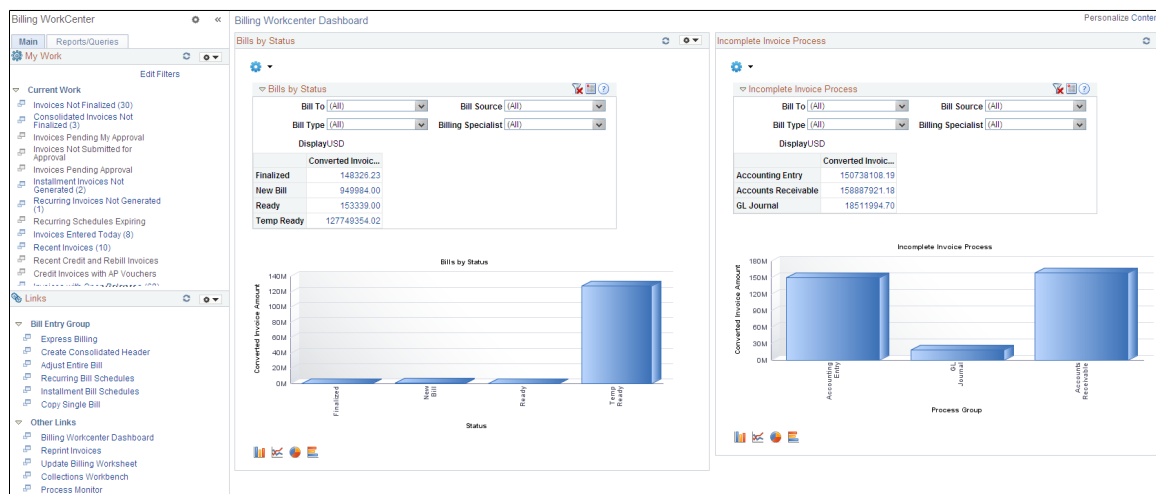 Billing WorkCenter
«
Main
Reports/Queries
My Work
Edit Filters
Current Work
Invoices Not Finalized (30)
Consolidated Invoices Not
Finalized (3)
Invoices Pending My Approval
Invoices Not Submitted for
Approval
Invoices Pending Approval
Installment Invoices Not
Generated (2)
Recurring Invoices Not Generated
(1)
Recurring Schedules Expiring
Invoices Entered Today (8)
Recent Invoices (10)
Recent Credit and Rebill Invoices
Credit Invoices with AP Vouchers
Links
Bill Entry Group
Express Billing
Create Consolidated Header
Adjust Entire Bill
Recurring Bill Schedules
Installment Bill Schedules
Copy Single Bill
Other Links
Billing Workcenter Dashboard
Reprint Invoices
Update Billing Worksheet
Collections Workbench
Process Monitor
Billing Workcenter Dashboard
Personalize Conten
Bills by Status
Bills by Status
Bill To (All) Bill Source (All)
Bill Type (All) Billing Specialist (All)
DisplayUSD
Converted Invoic...
Finalized 148326.23
New Bill 949984.00
Ready 153339.00
Temp Ready 127749354.02
Bills by Status
Converted Invoice Amount
140M
120M
100M
80M
60M
40M
20M
0M
Finalized
New
Bill
Ready
Temp
Ready
Status
Incomplete Invoice Process
Incomplete Invoice Process
Bill To (All) Bill Source (All)
Bill Type (All) Billing Specialist (All)
DisplayUSD
Converted Invoic...
Accounting Entry 150738108.19
Accounts Receivable 158887921.18
GL Journal 18511994.70
Incomplete Invoice Process
Converted Invoice Amount
180M
150M
120M
90M
60M
30M
0M
Accounting
Entry
GL
Journal
Accounts
Receivable
Process Group